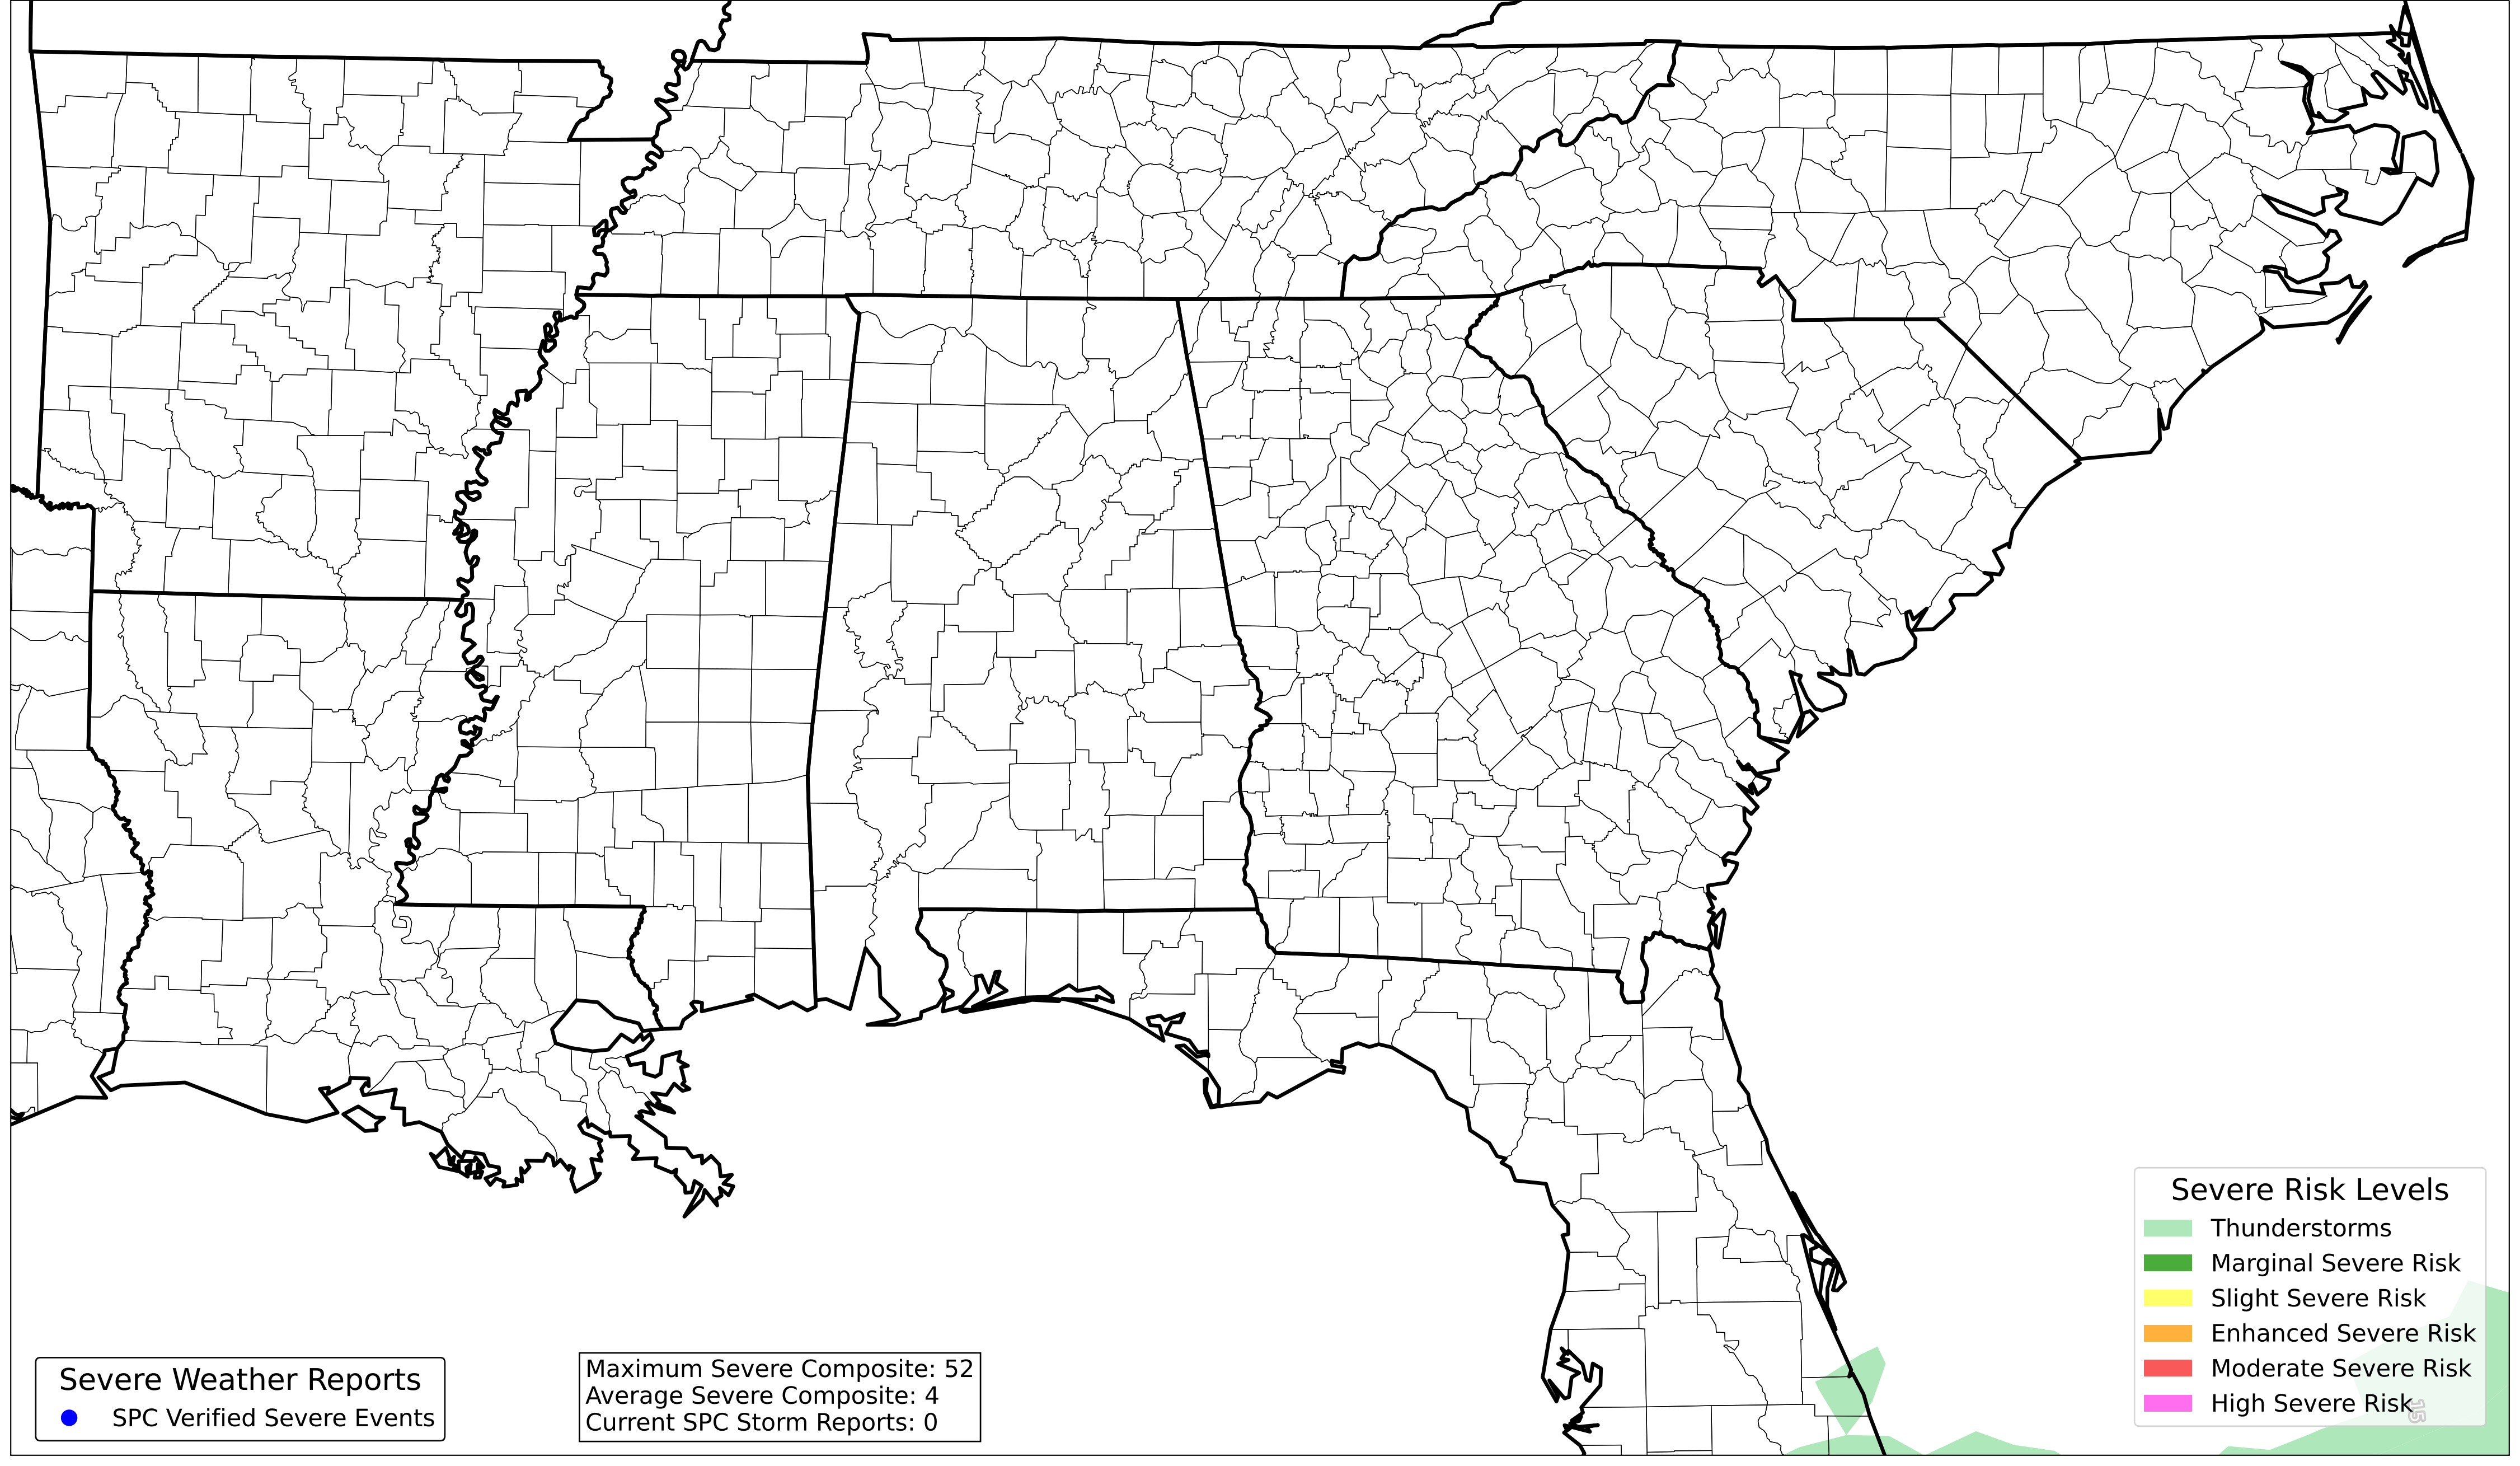 Severe Weather Reports
SPC Verified Severe Events
Maximum Severe Composite: 52
Average Severe Composite: 4
Current SPC Storm Reports: 0
Severe Risk Levels
Thunderstorms
Marginal Severe Risk
Slight Severe Risk
Enhanced Severe Risk
Moderate Severe Risk
High Severe Risk
15